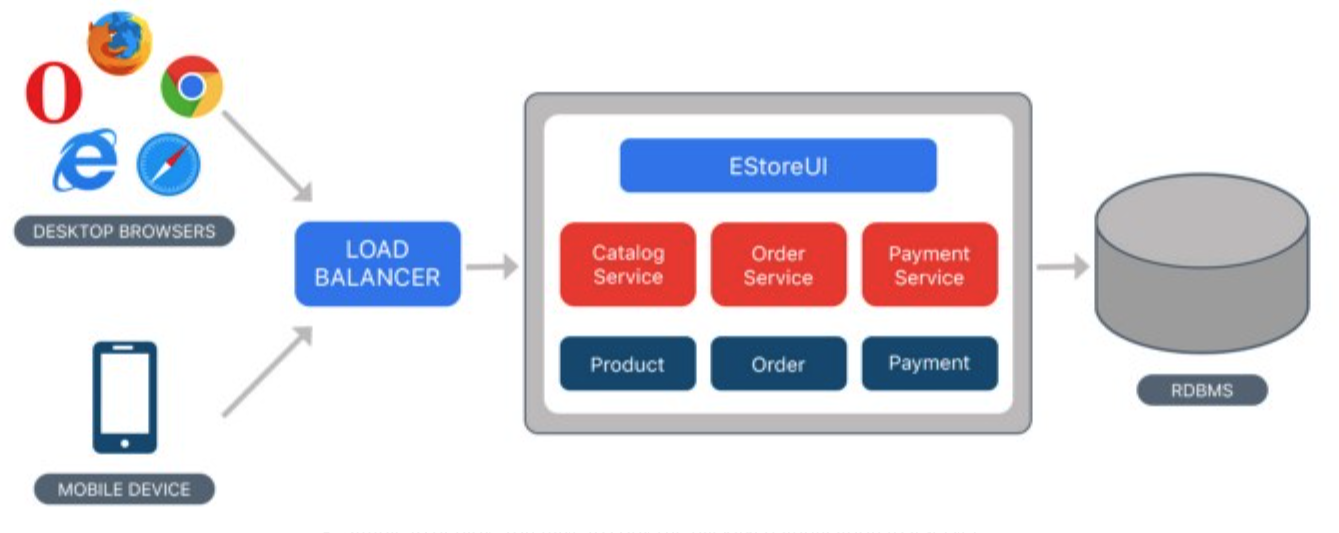 DESKTOP BROWSERS
MOBILE DEVICE
LOAD
BALANCER
EStoreUI
Catalog
Service
Order
Service
Payment
Service
Product
Order
Payment
RDBMS